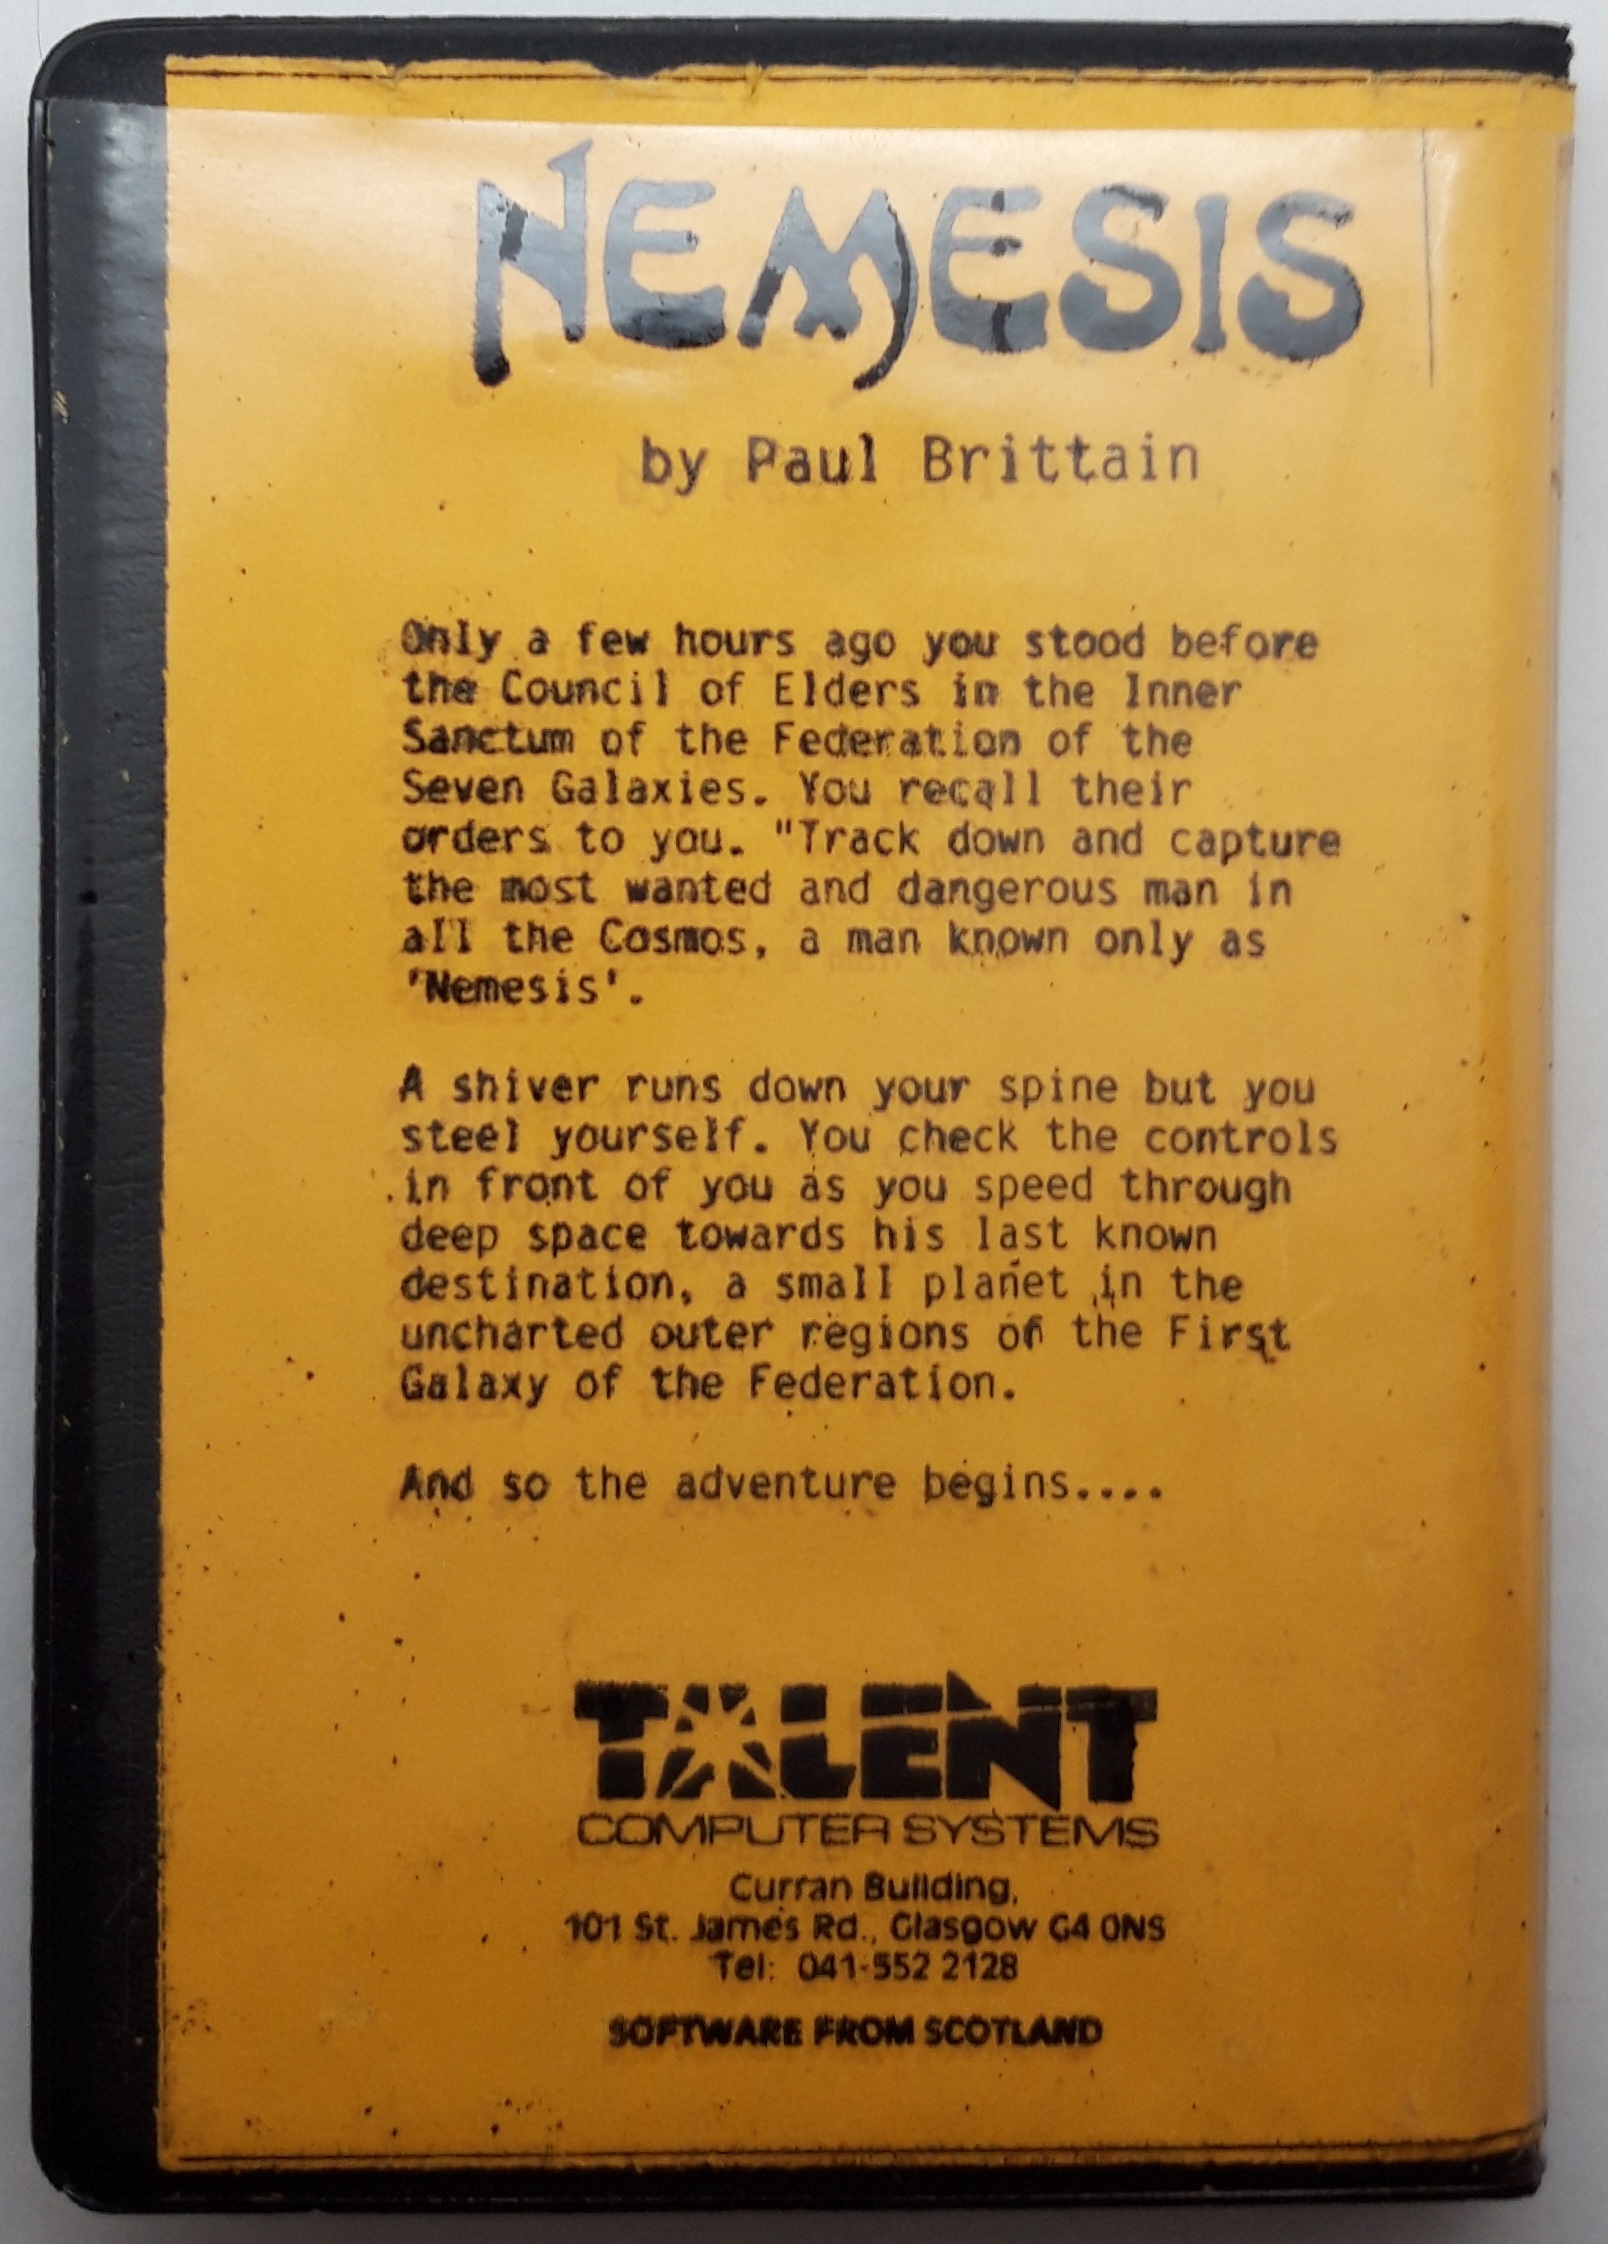 NEMESIS
by Paul Brittain
Only a few hours ago you stood before
the Council of Elders in the Inner
Sanctum of the Federation of the
Seven Galaxies. You recall their
orders to you. "Track down and capture
the most wanted and dangerous man in
all the Cosmos, a man known only as
'Nemesis'.
A shiver runs down your spine but you
steel yourself. You check the controls
in front of you as you speed through
deep space towards his last known
destination, a small planet in the
uncharted outer regions of the First
Galaxy of the Federation.
And so the adventure begins....
TALENT
COMPUTER SYSTEMS
Curran Building,
101 St. James Rd., Glasgow G4 0NS
Tel: 041-552 2128
SOFTWARE FROM SCOTLAND